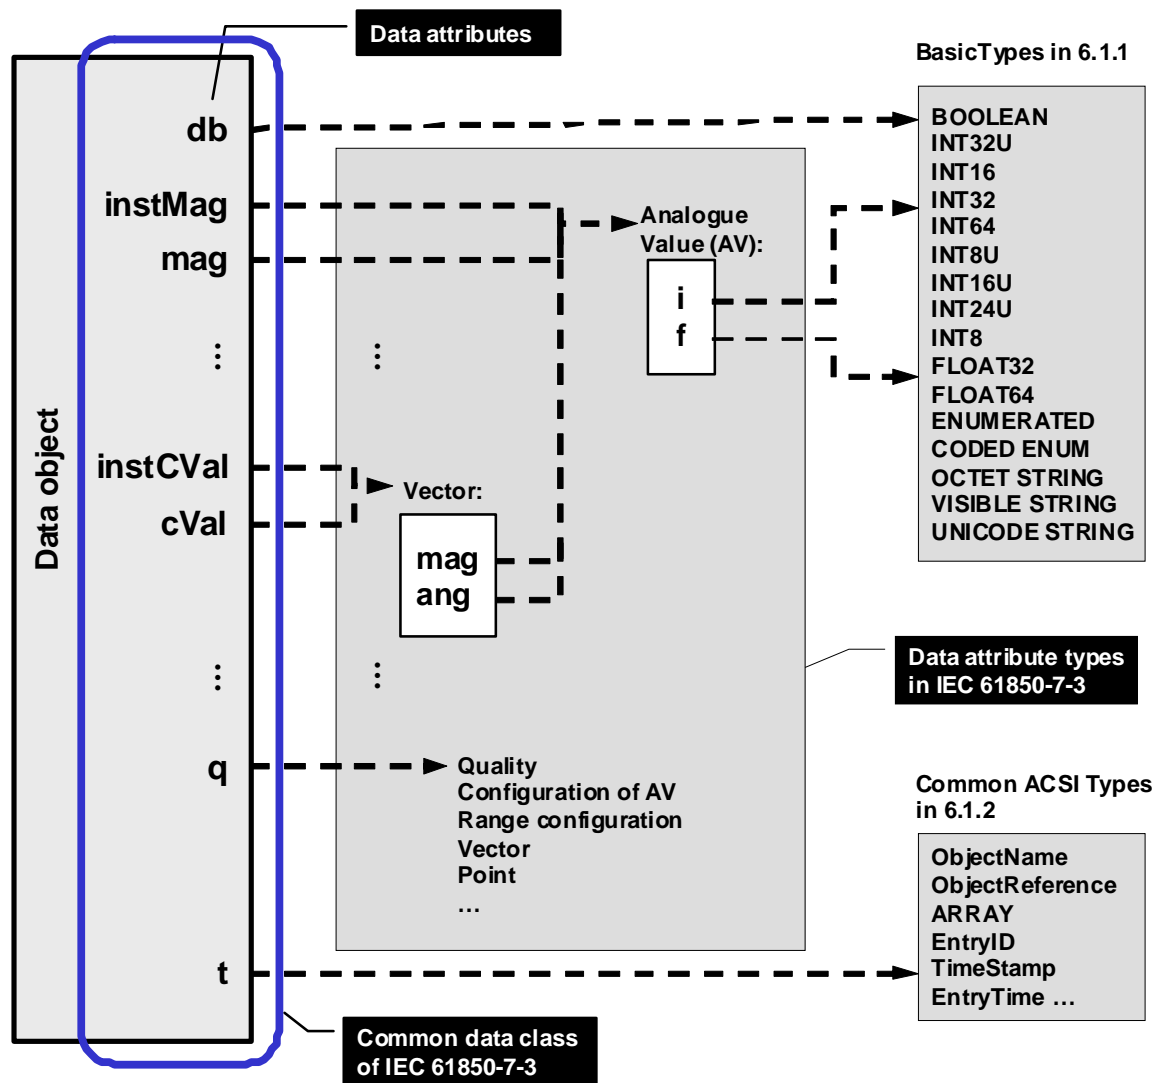 Data attributes
Data object
db
instMag
mag
⋮
instCVal
cVal
⋮
q
t
Common data class
of IEC 61850-7-3
⋮
Vector:
mag
ang
⋮
Analogue
Value (AV):
i
f
Quality
Configuration of AV
Range configuration
Vector
Point
…
BasicTypes in 6.1.1
BOOLEAN
INT32U
INT16
INT32
INT64
INT8U
INT16U
INT24U
INT8
FLOAT32
FLOAT64
ENUMERATED
CODED ENUM
OCTET STRING
VISIBLE STRING
UNICODE STRING
Data attribute types
in IEC 61850-7-3
Common ACSI Types
in 6.1.2
ObjectName
ObjectReference
ARRAY
EntryID
TimeStamp
EntryTime …